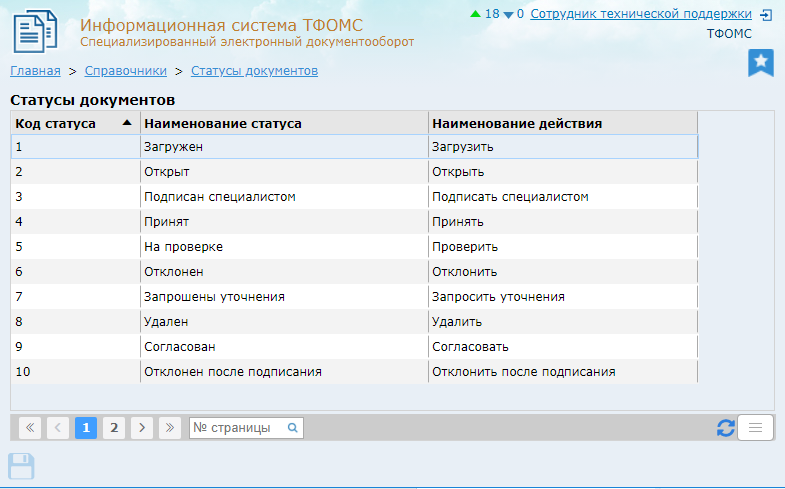 Информационная система ТФОМС
Специализированный электронный документооборот
18 0 Сотрудник технической поддержки
ТФОМС
Главная > Справочники > Статусы документов
Статусы документов
Код статуса Наименование статуса Наименование действия
1 Загружен Загрузить
2 Открыт Открыть
3 Подписан специалистом Подписать специалистом
4 Принят Принять
5 На проверке Проверить
6 Отклонен Отклонить
7 Запрошены уточнения Запросить уточнения
8 Удален Удалить
9 Согласован Согласовать
10 Отклонен после подписания Отклонить после подписания
« < 1 2 > » № страницы